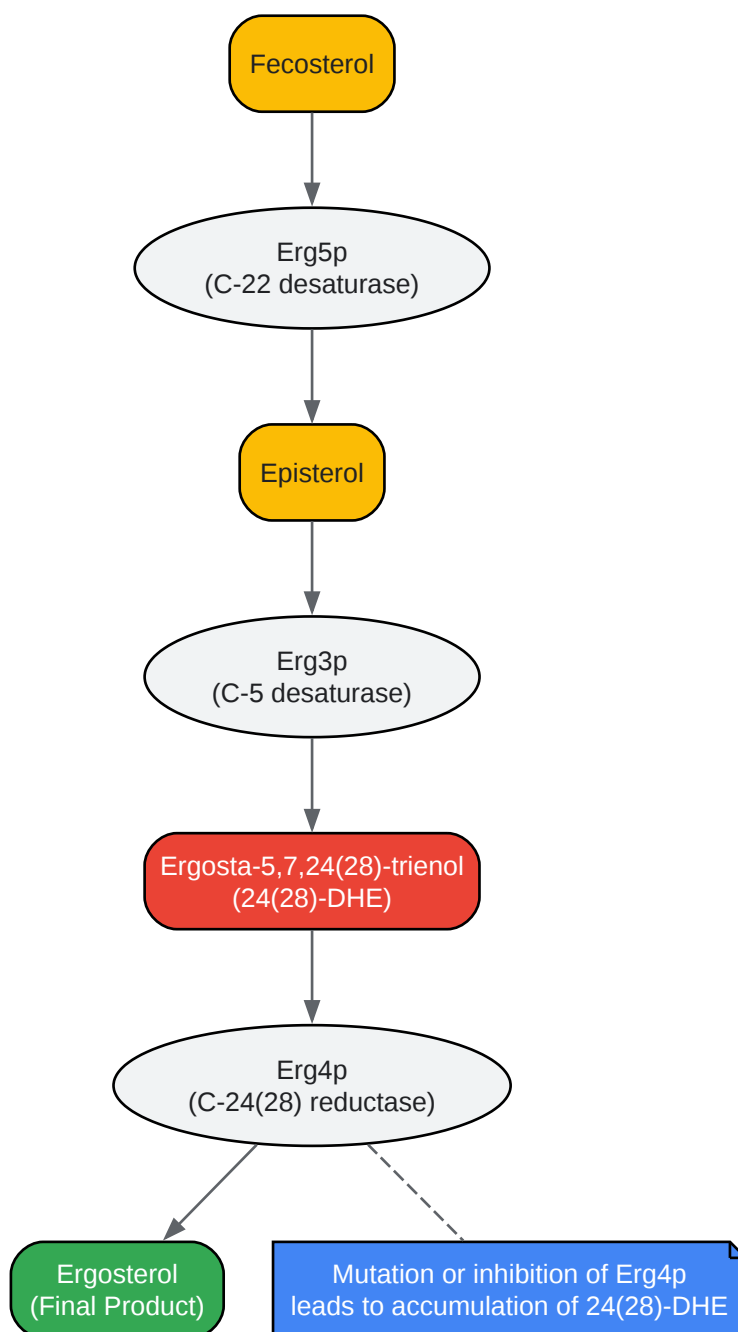 Fecosterol
Erg5p
(C-22 desaturase)
Episterol
Erg3p
(C-5 desaturase)
Ergosta-5,7,24(28)-trienol
(24(28)-DHE)
Erg4p
(C-24(28) reductase)
Ergosterol
(Final Product)
Mutation or inhibition of Erg4p
leads to accumulation of 24(28)-DHE